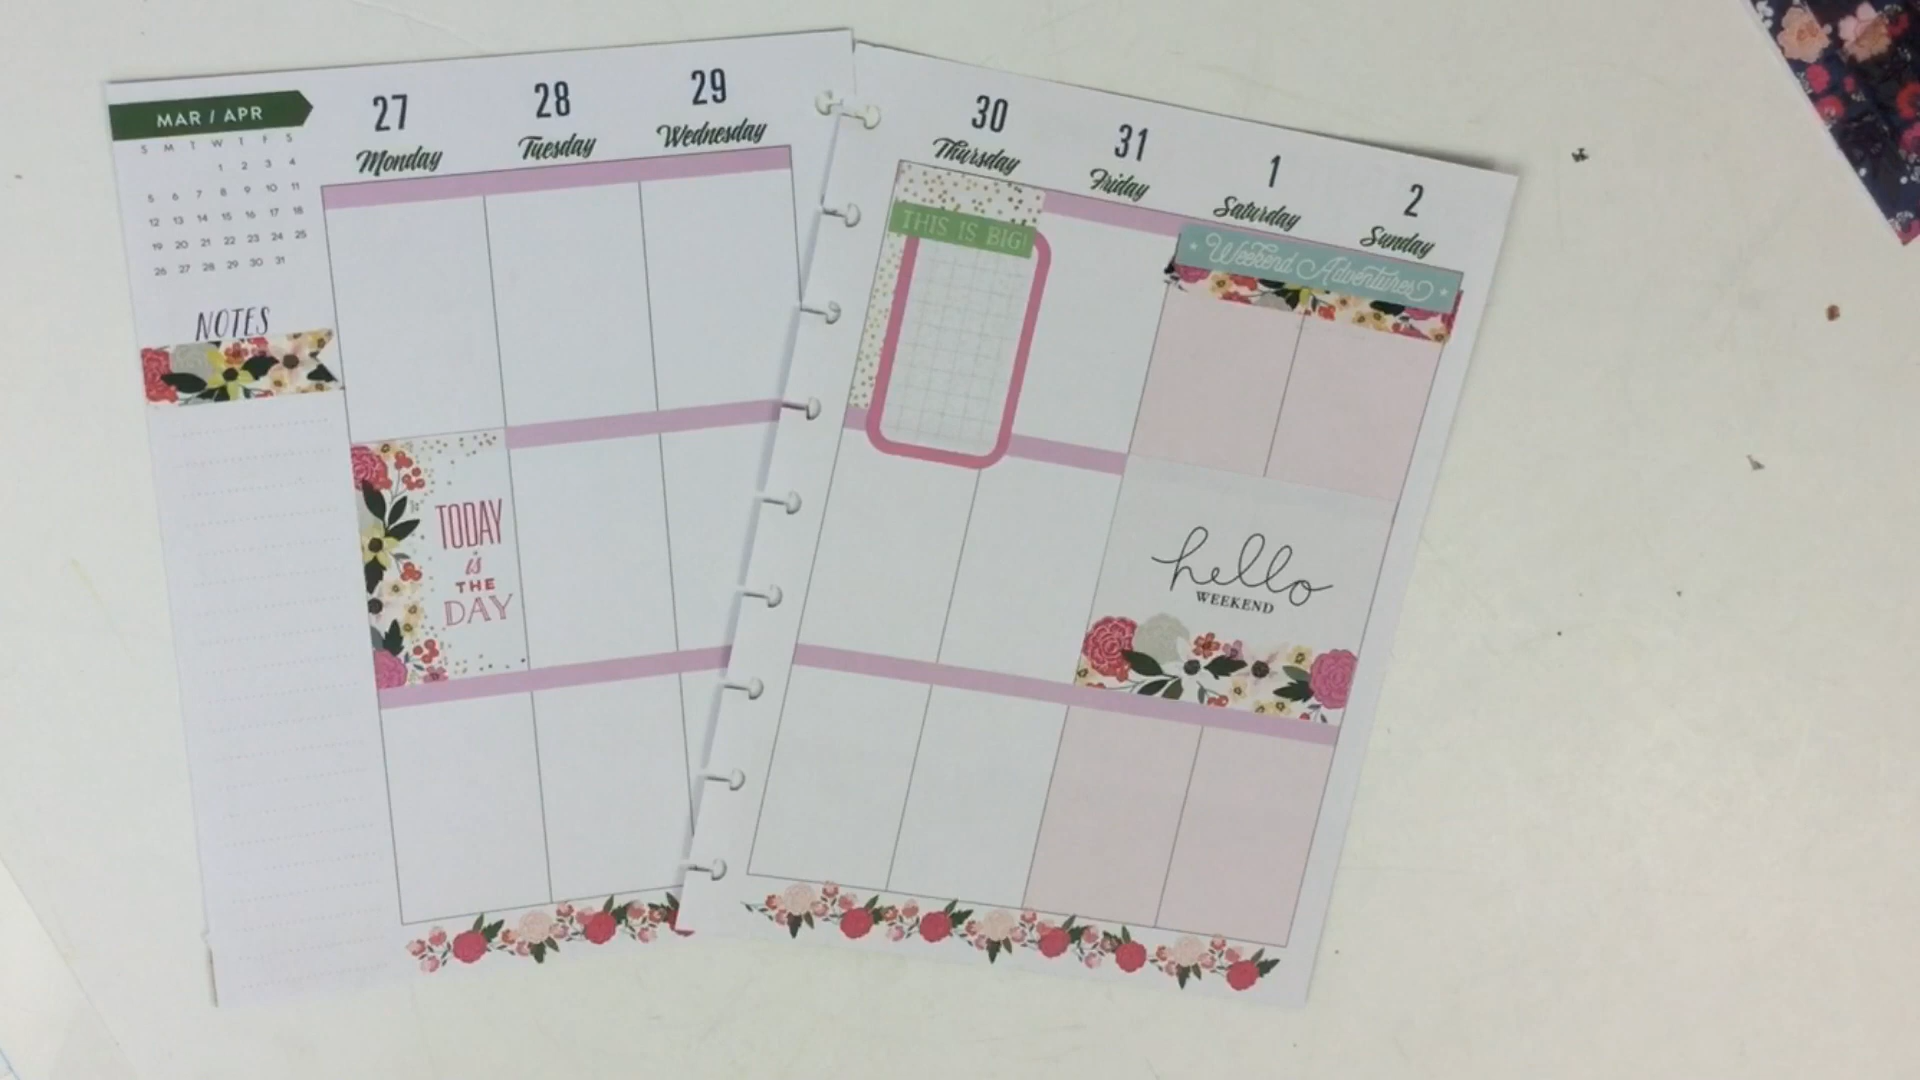 MAR / APR
S M T W T F S
1 2 3 4
5 6 7 8 9 10 11
12 13 14 15 16 17 18
19 20 21 22 23 24 25
26 27 28 29 30 31
NOTES
27
Monday
28
Tuesday
29
Wednesday
TODAY
is
THE
DAY
30
Thursday
31
Friday
1
Saturday
2
Sunday
THIS IS BIG!
Weekend Adventures
hello
WEEKEND